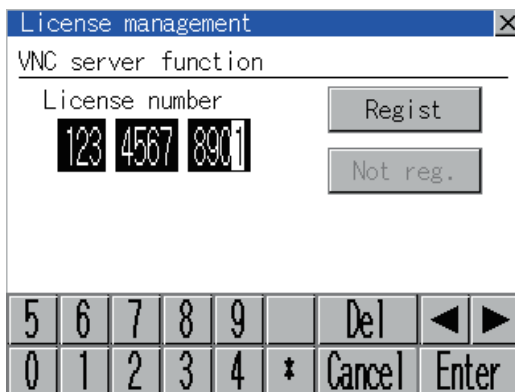 License management
VNC server function
License number
123 4567 8901
Regist
Not reg.
5 6 7 8 9 Del ◀ ▶
0 1 2 3 4 * Cancel Enter